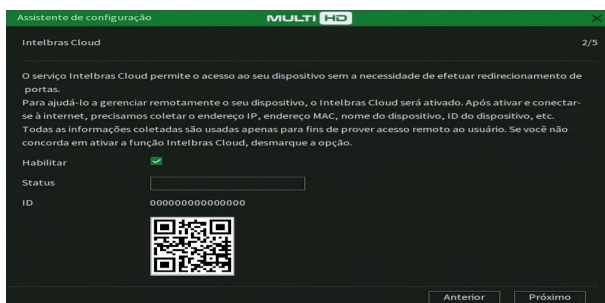 Assistente de configuração
MULTI HD
Intelbras Cloud
2/5
O serviço Intelbras Cloud permite o acesso ao seu dispositivo sem a necessidade de efetuar redirecionamento de
portas.
Para ajudá-lo a gerenciar remotamente o seu dispositivo, o Intelbras Cloud será ativado. Após ativar e conectar-
se à internet, precisamos coletar o endereço IP, endereço MAC, nome do dispositivo, ID do dispositivo, etc.
Todas as informações coletadas são usadas apenas para fins de prover acesso remoto ao usuário. Se você não
concorda em ativar a função Intelbras Cloud, desmarque a opção.
Habilitar
Status
ID 000000000000000
Anterior Próximo